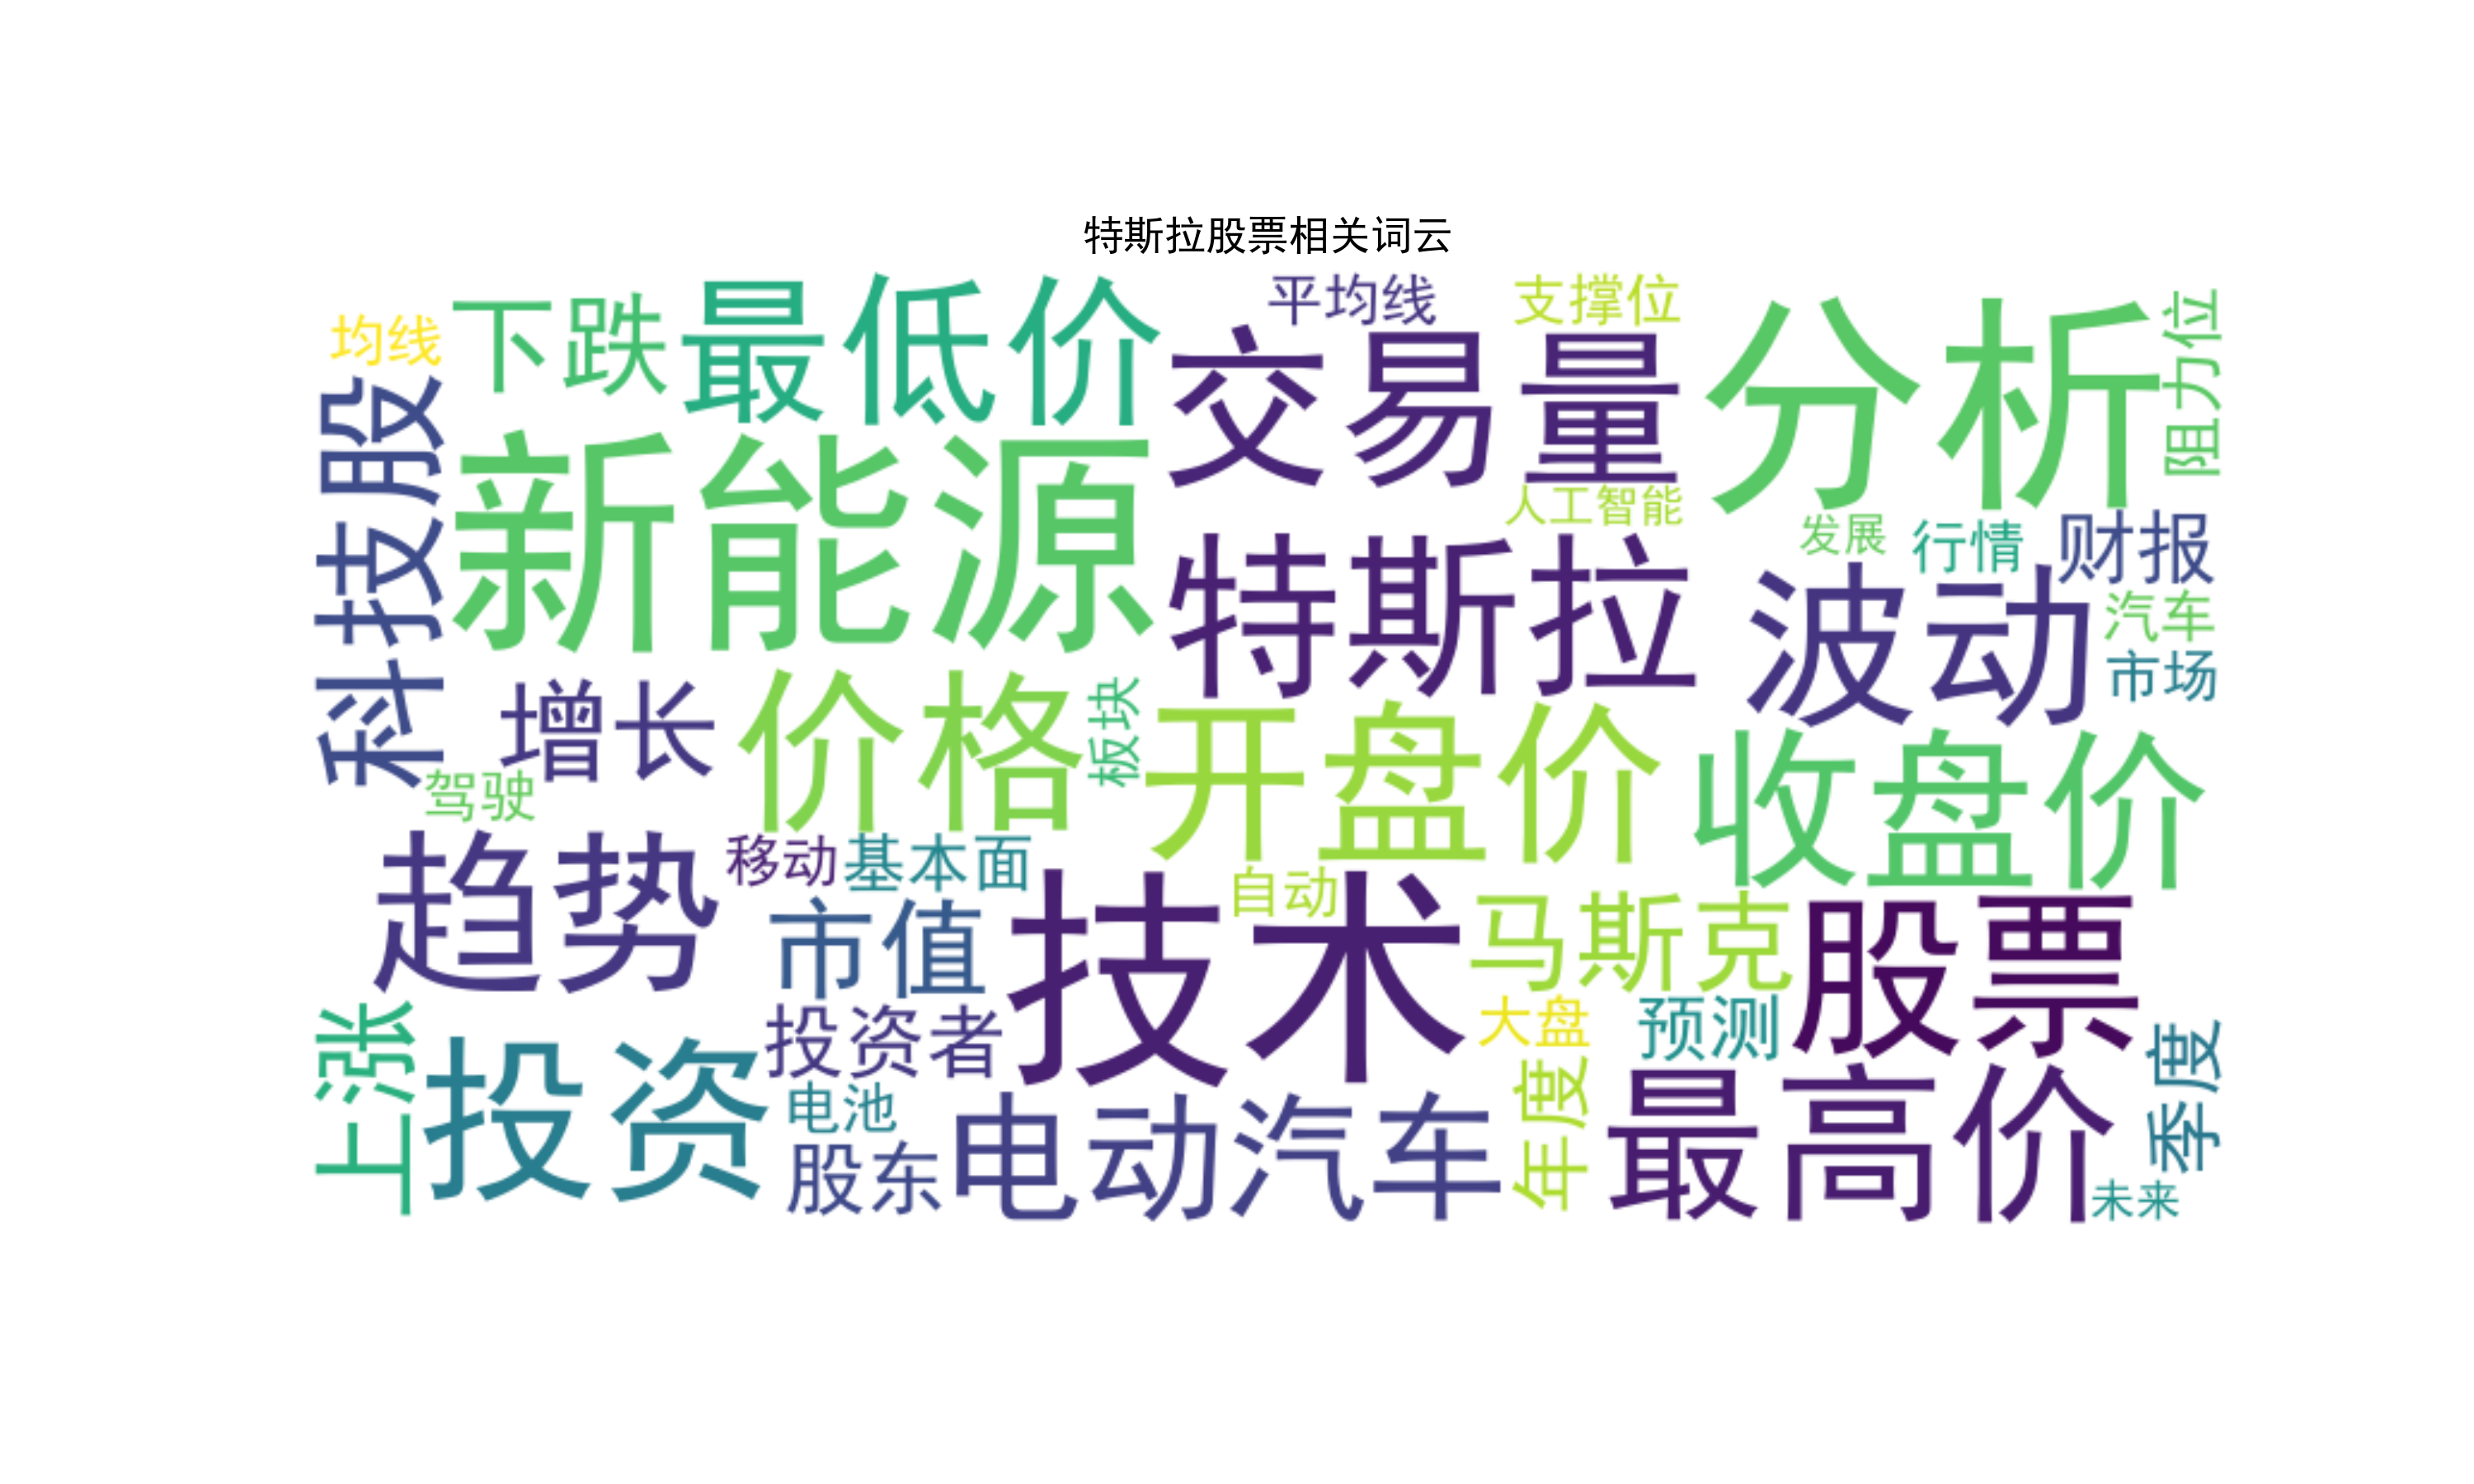 特斯拉股票相关词云
平均线
支撑位
均线
下跌
最低价
交易量
分析
阻力位
科技股
新能源
人工智能
发展
行情
财报
特斯拉
波动
汽车
市场
增长
价格
技术
开盘价
收盘价
驾驶
趋势
移动
基本面
自动
市值
技术
马斯克
股票
上涨
投资
投资者
大盘
预测
季度
电池
年度
最高价
股东
电动汽车
未来